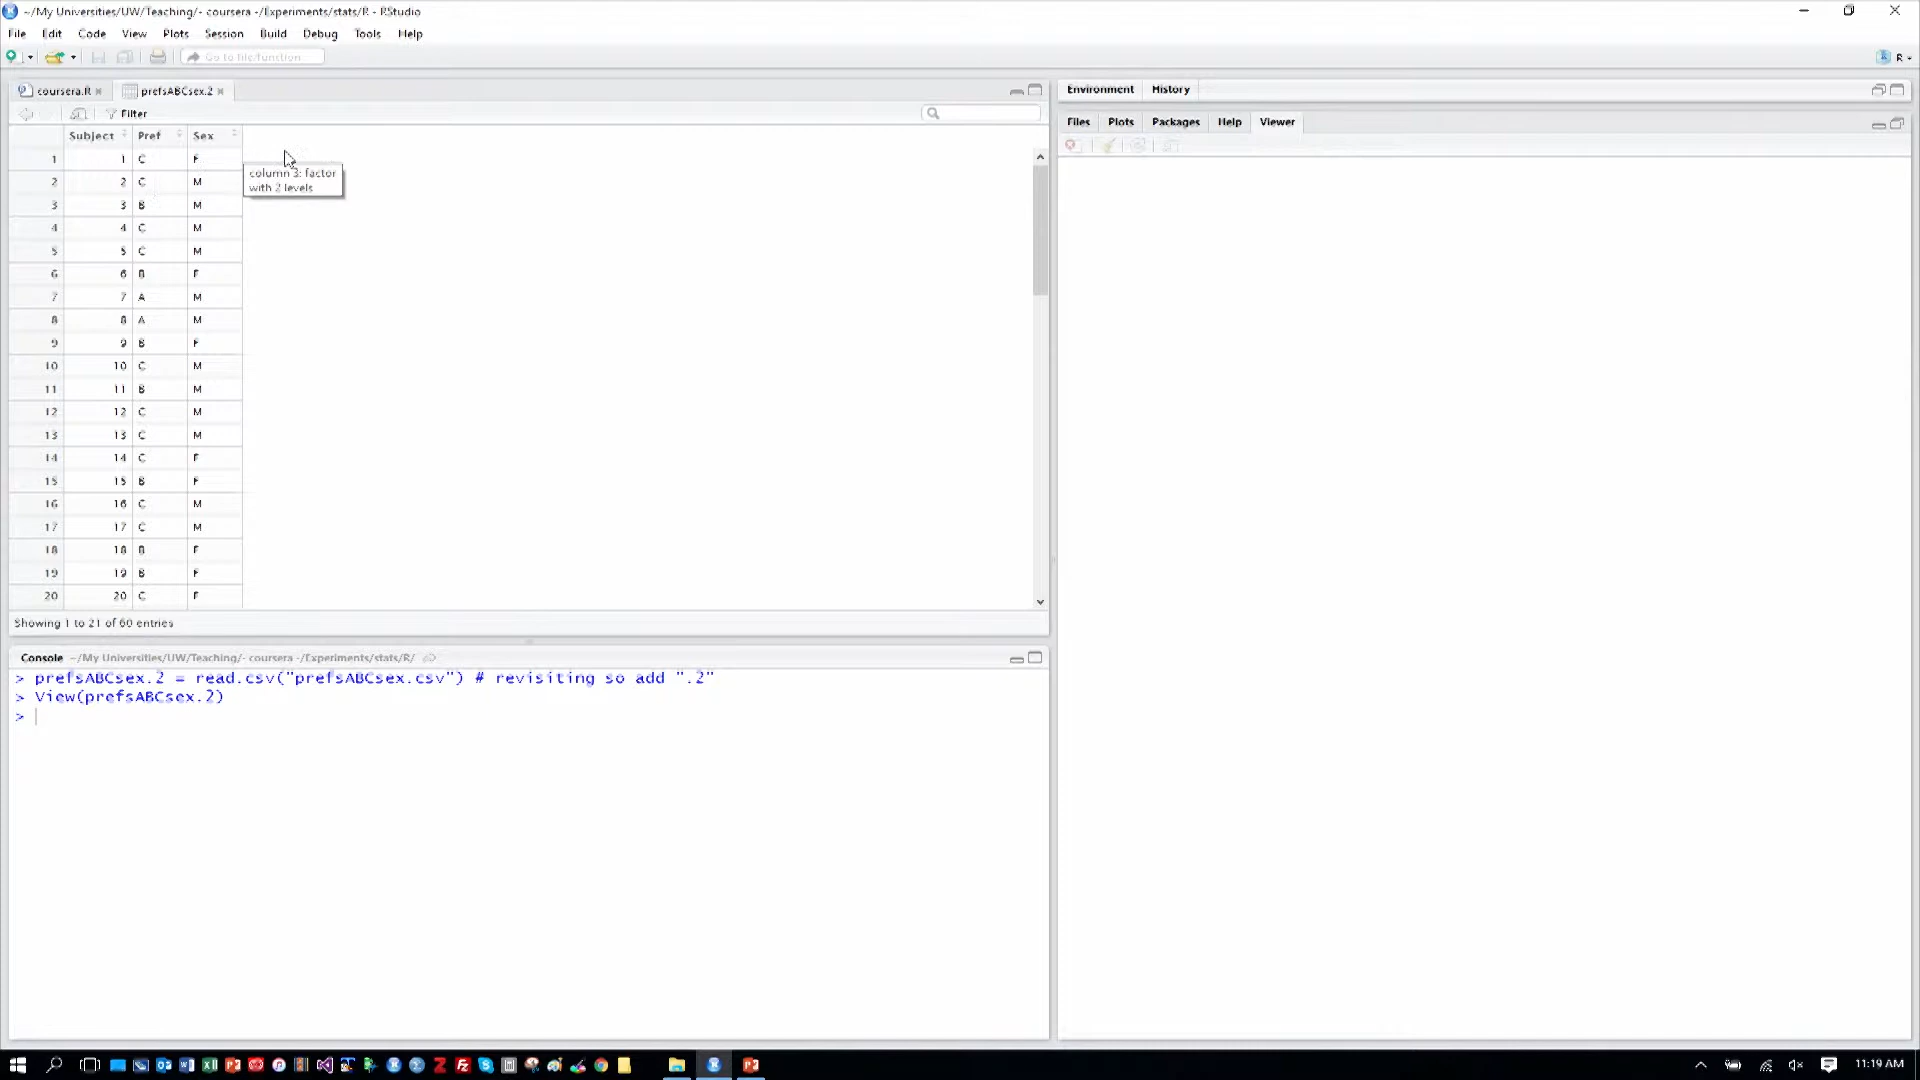 ~/My Universities/UW/Teaching/- coursera -/Experiments/stats/R - RStudio
File Edit Code View Plots Session Build Debug Tools Help
Go to file/function
R
coursera.R prefsABCsex.2
Environment History
Filter
Files Plots Packages Help Viewer
Subject Pref Sex
1 1 C F
column 3: factor
with 2 levels
2 2 C M
3 3 B M
4 4 C M
5 5 C M
6 6 B F
7 7 A M
8 8 A M
9 9 B F
10 10 C M
11 11 B M
12 12 C M
13 13 C M
14 14 C F
15 15 B F
16 16 C M
17 17 C M
18 18 B F
19 19 B F
20 20 C F
Showing 1 to 21 of 60 entries
Console ~/My Universities/UW/Teaching/- coursera -/Experiments/stats/R/
> prefsABCsex.2 = read.csv("prefsABCsex.csv") # revisiting so add ".2"
> View(prefsABCsex.2)
>
11:19 AM